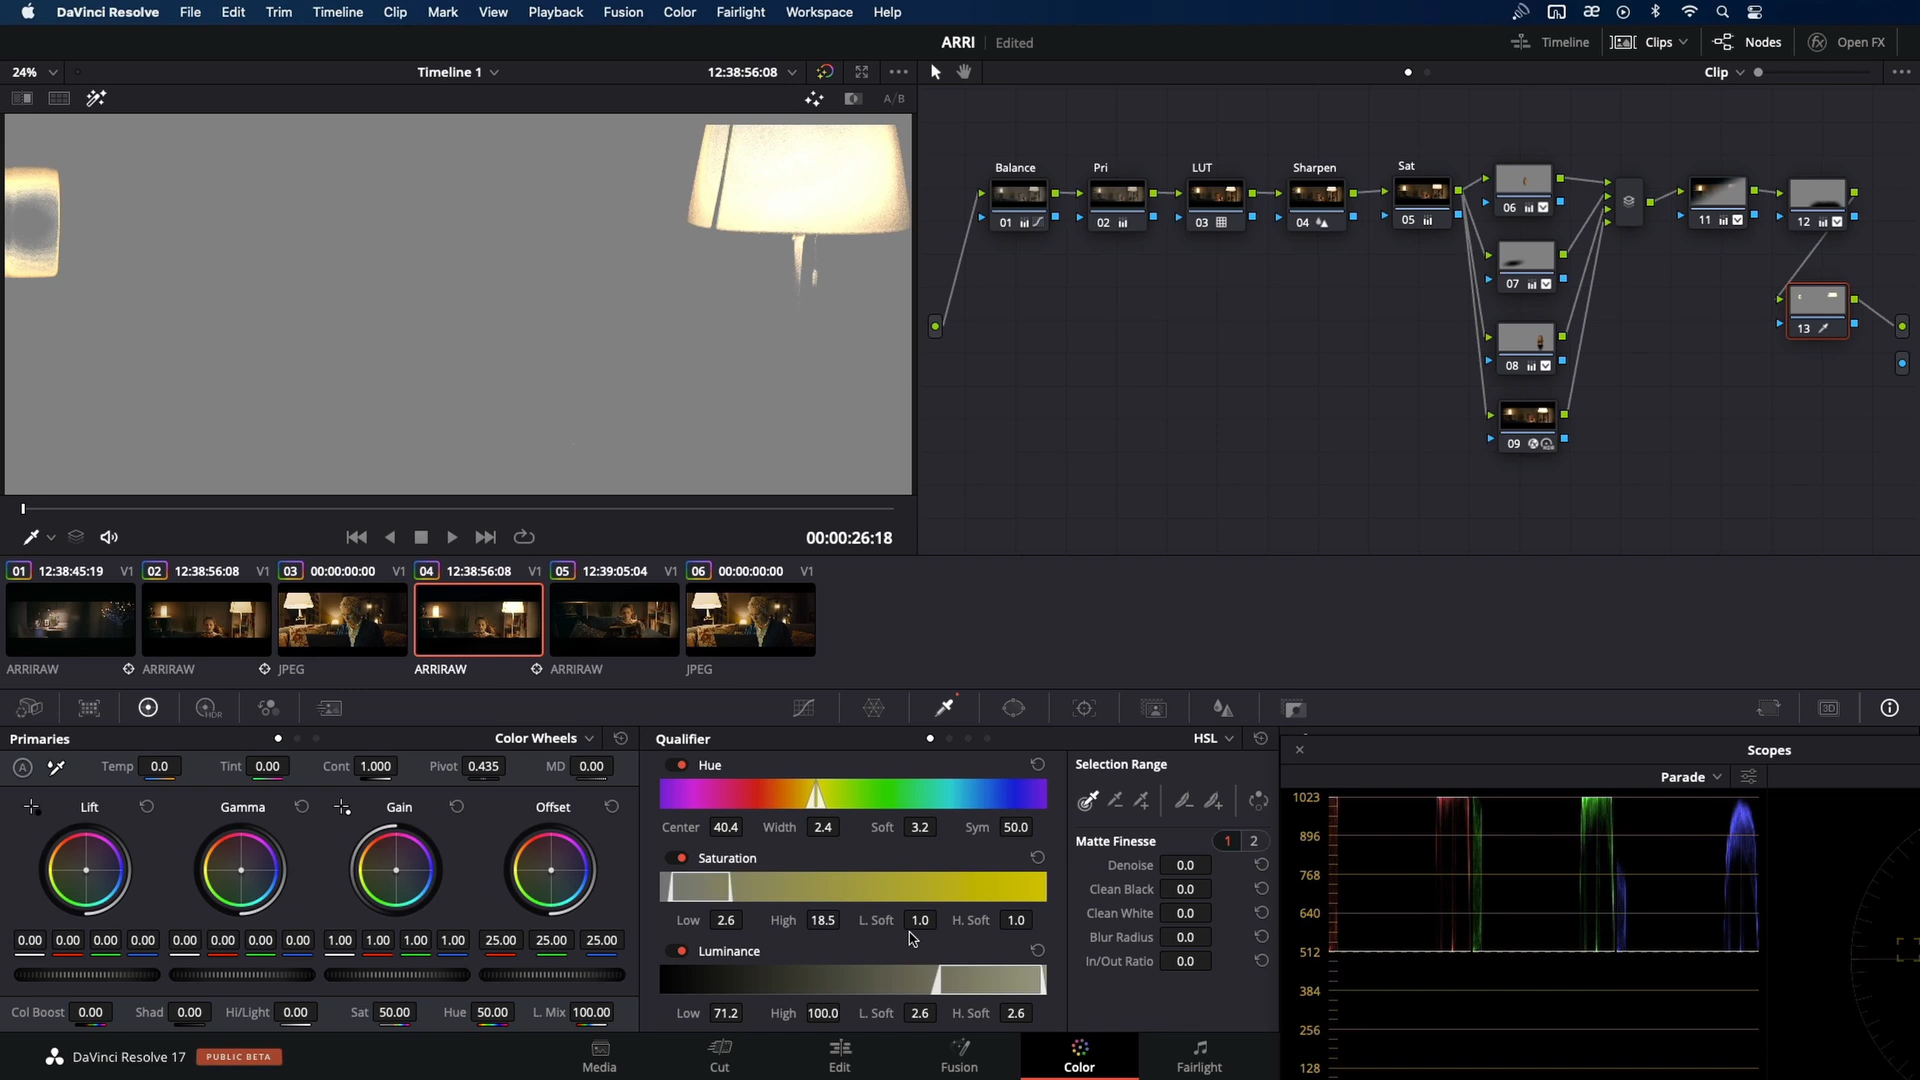 DaVinci Resolve File Edit Trim Timeline Clip Mark View Playback Fusion Color Fairlight Workspace Help
ARRI Edited
Timeline Clips Nodes fx Open FX
24% Timeline 1 12:38:56:08 Clip
A/B
Balance Pri LUT Sharpen Sat
01 02 03 04 05 06 11 12
07
13
08
09
00:00:26:18
01 12:38:45:19 V1 02 12:38:56:08 V1 03 00:00:00:00 V1 04 12:38:56:08 V1 05 12:39:05:04 V1 06 00:00:00:00 V1
ARRIRAW ARRIRAW JPEG ARRIRAW ARRIRAW JPEG
HDR 3D
Primaries Color Wheels
A Temp 0.0 Tint 0.00 Cont 1.000 Pivot 0.435 MD 0.00
Lift Gamma Gain Offset
0.00 0.00 0.00 0.00 0.00 0.00 0.00 0.00 1.00 1.00 1.00 1.00 25.00 25.00 25.00
Col Boost 0.00 Shad 0.00 Hi/Light 0.00 Sat 50.00 Hue 50.00 L. Mix 100.00
Qualifier HSL
Hue
Center 40.4 Width 2.4 Soft 3.2 Sym 50.0
Saturation
Low 2.6 High 18.5 L. Soft 1.0 H. Soft 1.0
Luminance
Low 71.2 High 100.0 L. Soft 2.6 H. Soft 2.6
Selection Range
Matte Finesse 1 2
Denoise 0.0
Clean Black 0.0
Clean White 0.0
Blur Radius 0.0
In/Out Ratio 0.0
Scopes
Parade
1023
896
768
640
512
384
256
128
DaVinci Resolve 17 PUBLIC BETA
Media Cut Edit Fusion Color Fairlight